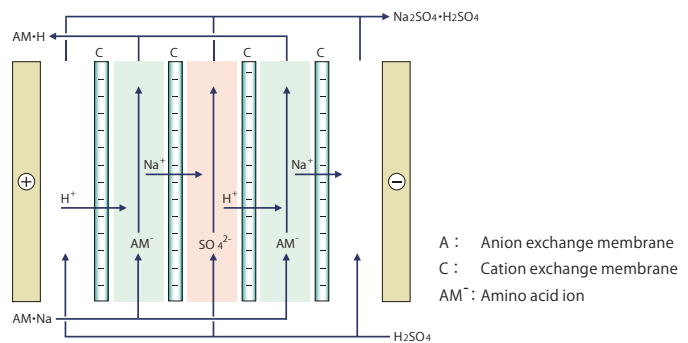 Na2SO4•H2SO4
AM•H
C C C C
Na⁺ Na⁺
+ −
H⁺ H⁺
AM⁻ SO4²⁻ AM⁻
A： Anion exchange membrane
C： Cation exchange membrane
AM⁻： Amino acid ion
AM•Na
H2SO4